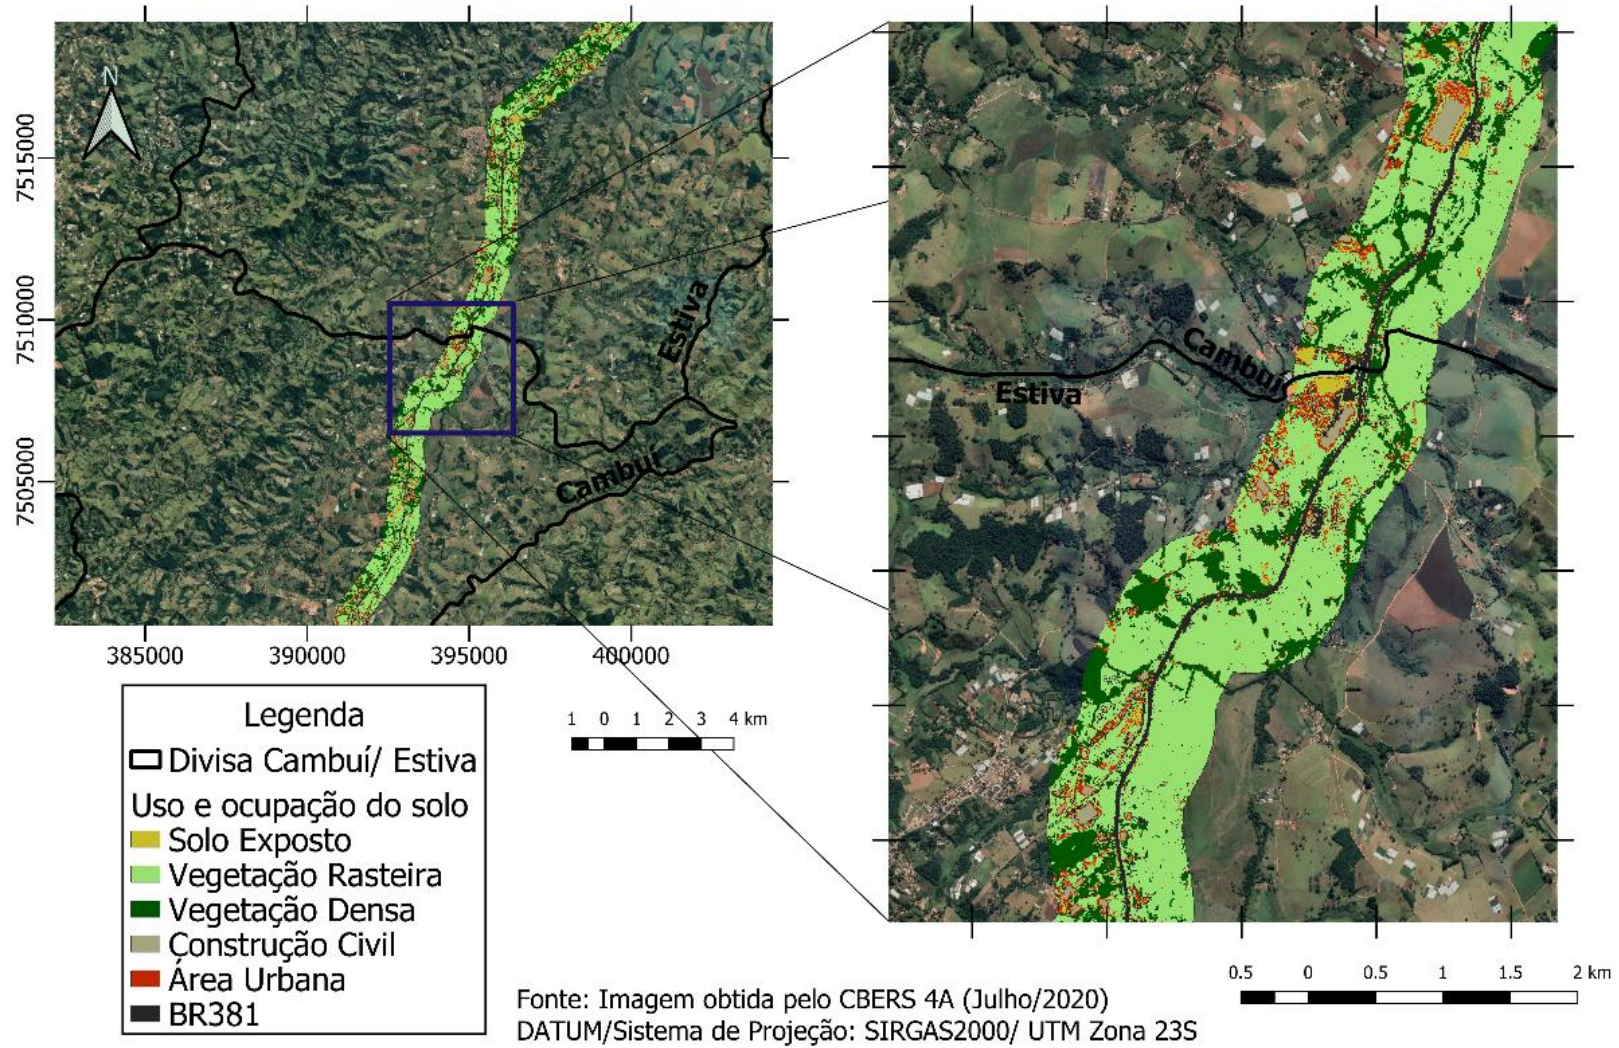 N
7515000
7510000
7505000
385000
390000
395000
400000
Estiva
Cambuí
Cambuí
Estiva
1 0 1 2 3 4 km
Legenda
Divisa Cambuí/ Estiva
Uso e ocupação do solo
Solo Exposto
Vegetação Rasteira
Vegetação Densa
Construção Civil
Área Urbana
BR381
0.5 0 0.5 1 1.5 2 km
Fonte: Imagem obtida pelo CBERS 4A (Julho/2020)
DATUM/Sistema de Projeção: SIRGAS2000/ UTM Zona 23S